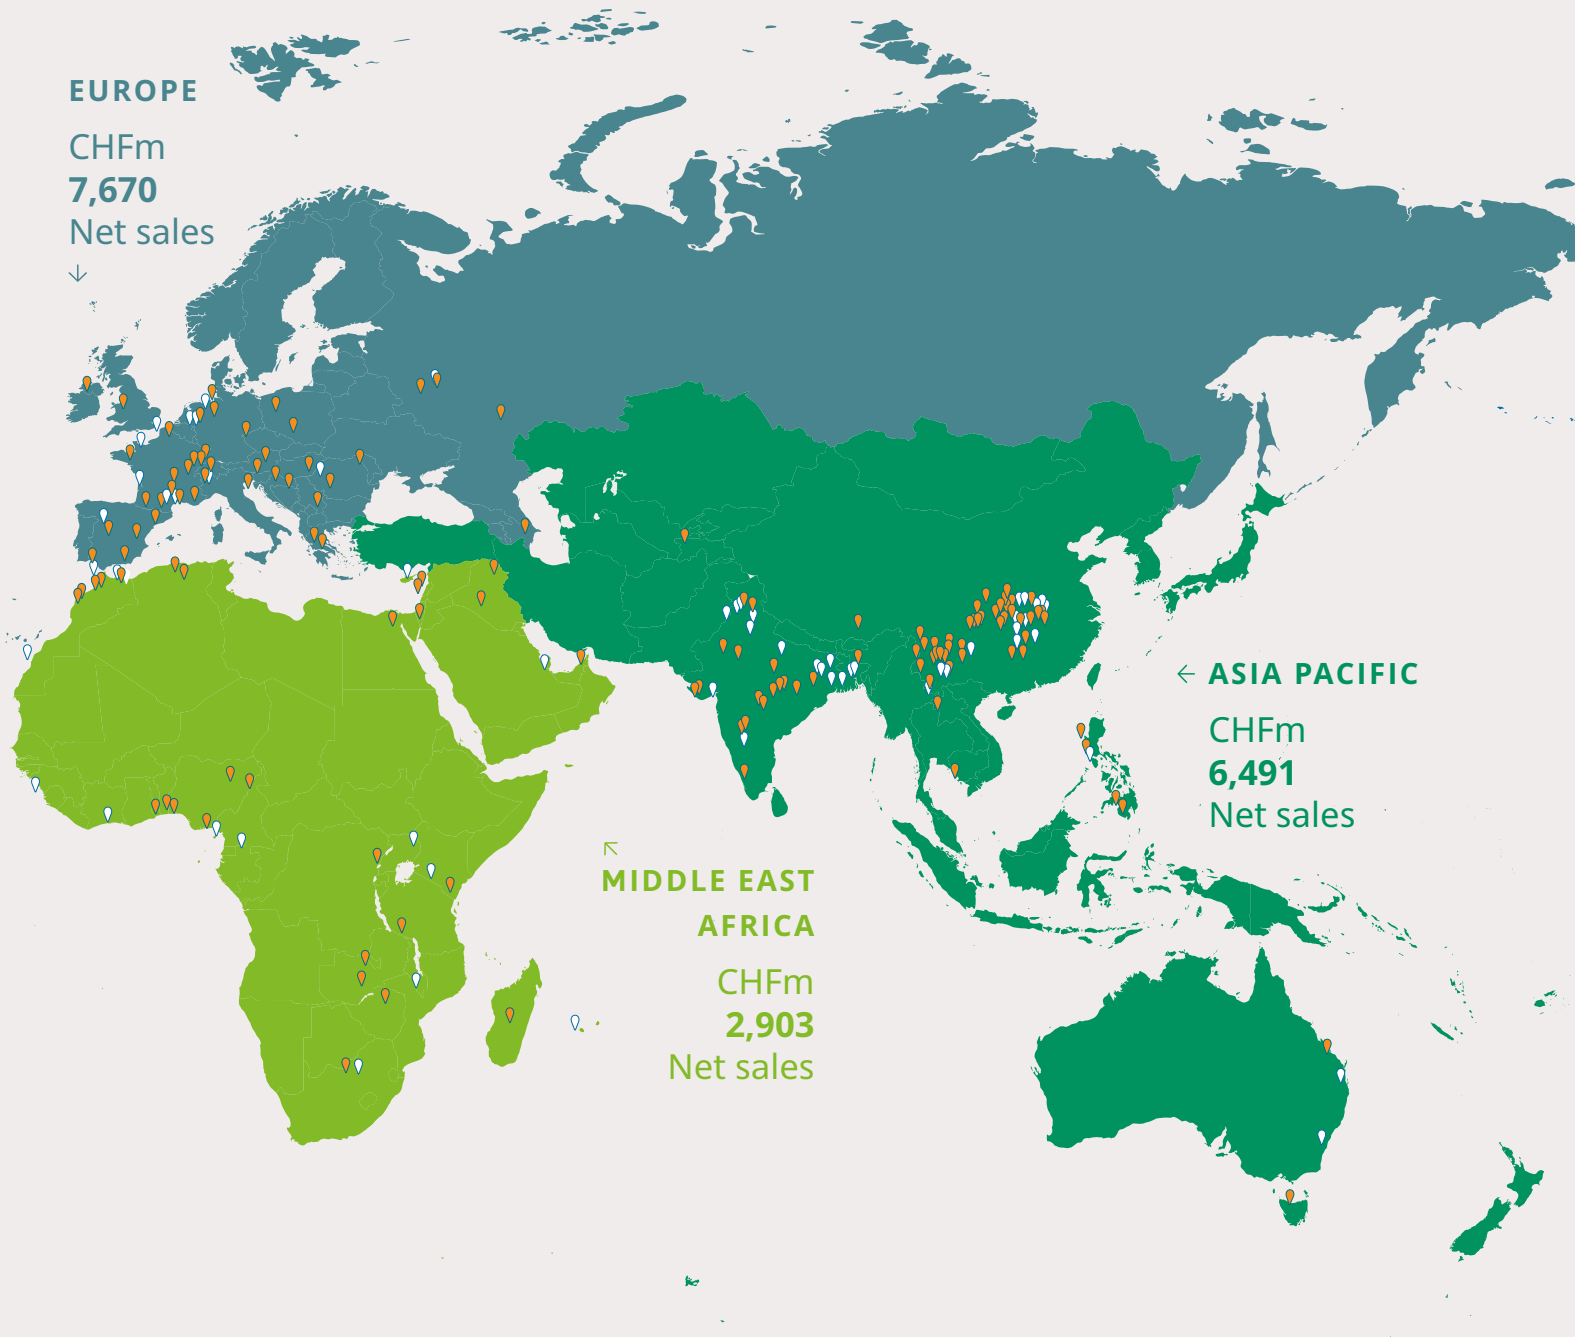 EUROPE
CHFm
7,670
Net sales
ASIA PACIFIC
CHFm
6,491
Net sales
MIDDLE EAST
AFRICA
CHFm
2,903
Net sales